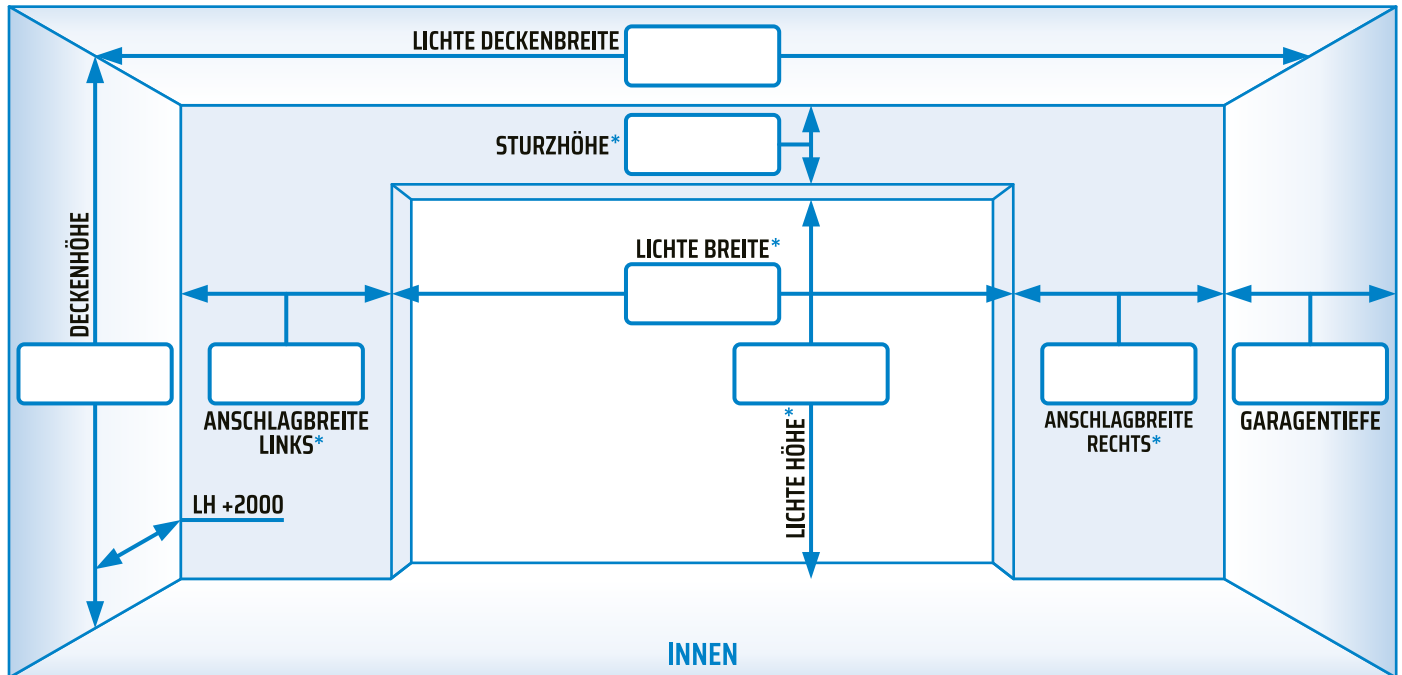 LICHTE DECKENBREITE
STURZHÖHE*
DECKENHÖHE
LICHTE BREITE*
ANSCHLAGBREITE
LINKS*
LICHTE HÖHE*
ANSCHLAGBREITE
RECHTS*
GARAGENTIEFE
LH +2000
INNEN